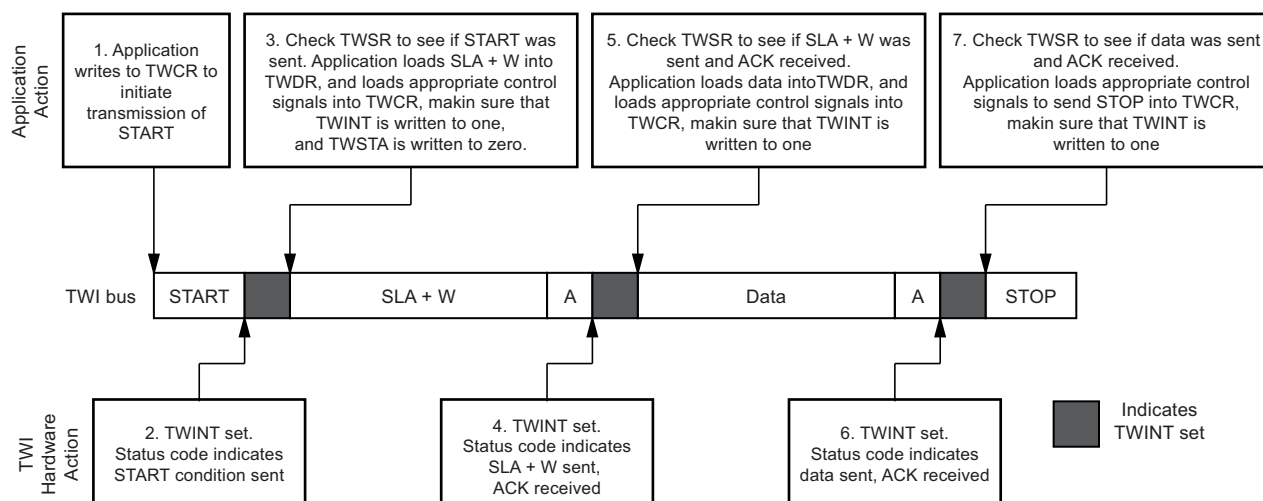 Application
Action
1. Application
writes to TWCR to
initiate
transmission of
START
3. Check TWSR to see if START was
sent. Application loads SLA + W into
TWDR, and loads appropriate control
signals into TWCR, makin sure that
TWINT is written to one,
and TWSTA is written to zero.
5. Check TWSR to see if SLA + W was
sent and ACK received.
Application loads data intoTWDR, and
loads appropriate control signals into
TWCR, makin sure that TWINT is
written to one
7. Check TWSR to see if data was sent
and ACK received.
Application loads appropriate control
signals to send STOP into TWCR,
makin sure that TWINT is
written to one
TWI bus
START
SLA + W
A
Data
A
STOP
TWI
Hardware
Action
2. TWINT set.
Status code indicates
START condition sent
4. TWINT set.
Status code indicates
SLA + W sent,
ACK received
6. TWINT set.
Status code indicates
data sent, ACK received
Indicates
TWINT set